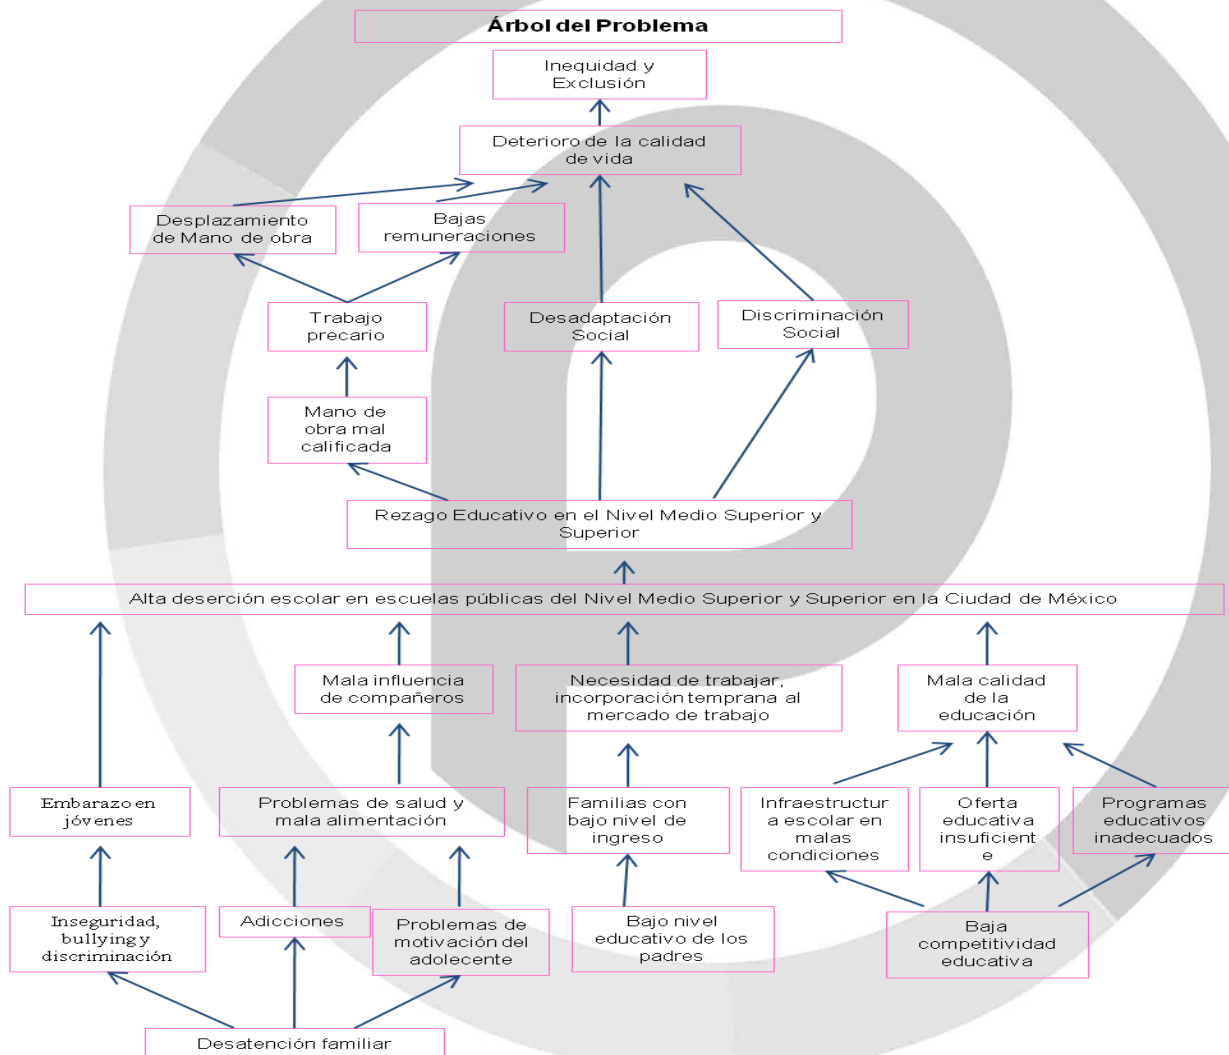 Árbol del Problema
Inequidad y
Exclusión
Deterioro de la calidad
de vida
Desplazamiento
de Mano de obra
Bajas
remuneraciones
Trabajo
precario
Desadaptación
Social
Discriminación
Social
Mano de
obra mal
calificada
Rezago Educativo en el Nivel Medio Superior y
Superior
Alta deserción escolar en escuelas públicas del Nivel Medio Superior y Superior en la Ciudad de México
Mala influencia
de compañeros
Necesidad de trabajar,
incorporación temprana al
mercado de trabajo
Mala calidad
de la
educación
Embarazo en
jóvenes
Problemas de salud y
mala alimentación
Familias con
bajo nivel de
ingreso
Infraestructur
a escolar en
malas
condiciones
Oferta
educativa
insuficient
e
Programas
educativos
inadecuados
Inseguridad,
bullying y
discriminación
Adicciones
Problemas de
motivación del
adolecente
Bajo nivel
educativo de los
padres
Baja
competitividad
educativa
Desatención familiar